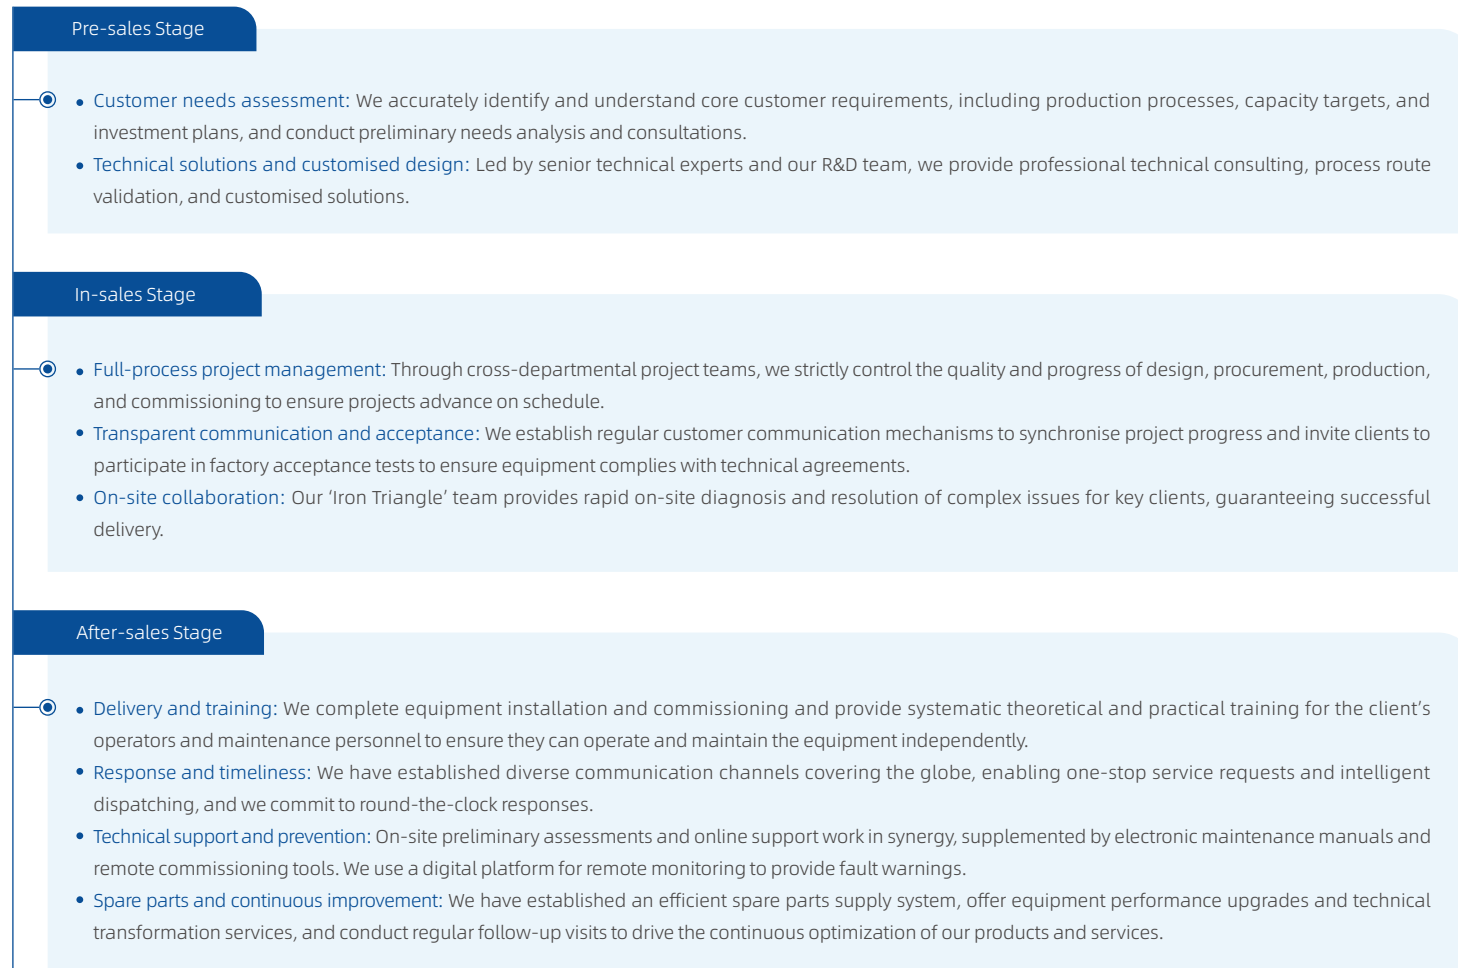 Pre-sales Stage
• Customer needs assessment: We accurately identify and understand core customer requirements, including production processes, capacity targets, and
investment plans, and conduct preliminary needs analysis and consultations.
• Technical solutions and customised design: Led by senior technical experts and our R&D team, we provide professional technical consulting, process route
validation, and customised solutions.
In-sales Stage
• Full-process project management: Through cross-departmental project teams, we strictly control the quality and progress of design, procurement, production,
and commissioning to ensure projects advance on schedule.
• Transparent communication and acceptance: We establish regular customer communication mechanisms to synchronise project progress and invite clients to
participate in factory acceptance tests to ensure equipment complies with technical agreements.
• On-site collaboration: Our ‘Iron Triangle’ team provides rapid on-site diagnosis and resolution of complex issues for key clients, guaranteeing successful
delivery.
After-sales Stage
• Delivery and training: We complete equipment installation and commissioning and provide systematic theoretical and practical training for the client’s
operators and maintenance personnel to ensure they can operate and maintain the equipment independently.
• Response and timeliness: We have established diverse communication channels covering the globe, enabling one-stop service requests and intelligent
dispatching, and we commit to round-the-clock responses.
• Technical support and prevention: On-site preliminary assessments and online support work in synergy, supplemented by electronic maintenance manuals and
remote commissioning tools. We use a digital platform for remote monitoring to provide fault warnings.
• Spare parts and continuous improvement: We have established an efficient spare parts supply system, offer equipment performance upgrades and technical
transformation services, and conduct regular follow-up visits to drive the continuous optimization of our products and services.